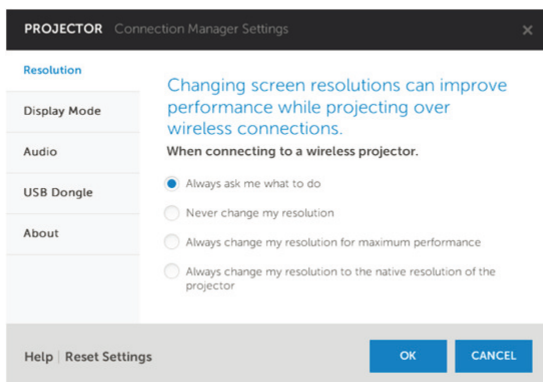 PROJECTOR Connection Manager Settings
Resolution
Display Mode
Audio
USB Dongle
About
Changing screen resolutions can improve
performance while projecting over
wireless connections.
When connecting to a wireless projector.
Always ask me what to do
Never change my resolution
Always change my resolution for maximum performance
Always change my resolution to the native resolution of the
projector
Help | Reset Settings
OK
CANCEL